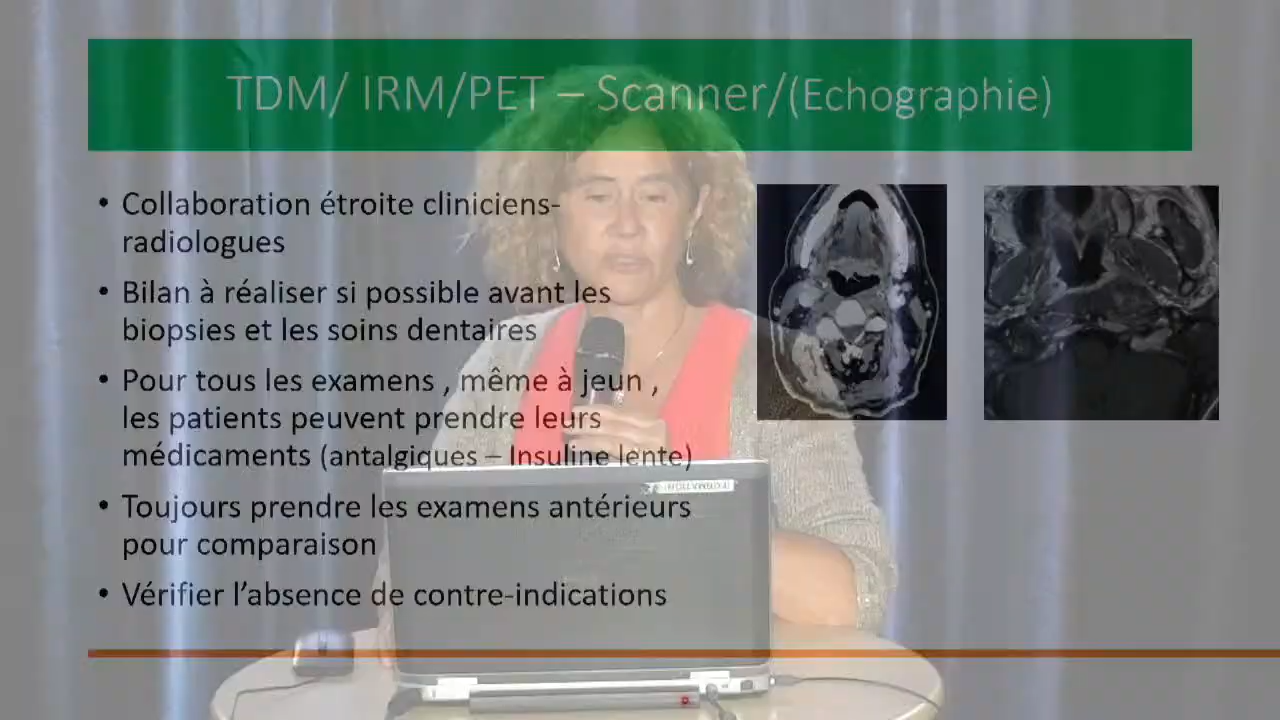 TDM/ IRM/PET – Scanner/(Echographie)
• Collaboration étroite cliniciens-
radiologues
• Bilan à réaliser si possible avant les
biopsies et les soins dentaires
• Pour tous les examens , même à jeun ,
les patients peuvent prendre leurs
médicaments (antalgiques – Insuline lente)
• Toujours prendre les examens antérieurs
pour comparaison
• Vérifier l’absence de contre-indications